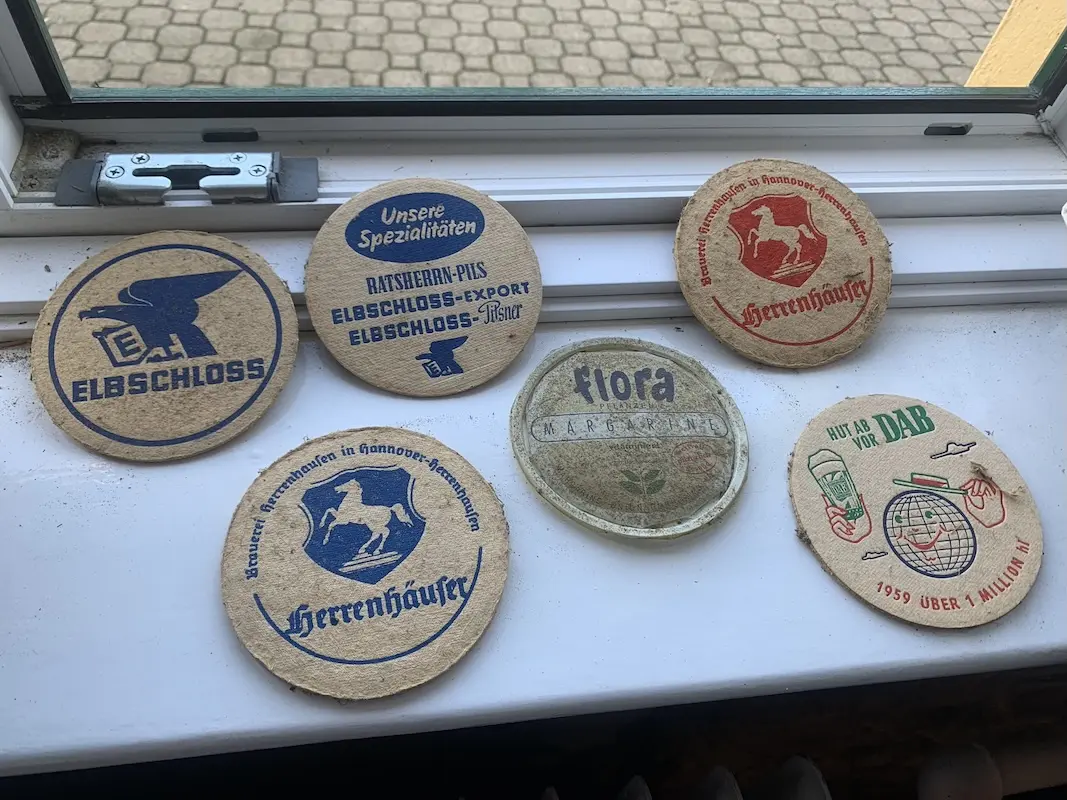 E
ELBSCHLOSS
Unsere
Spezialitäten
RATSHERRN-PILS
ELBSCHLOSS-EXPORT
ELBSCHLOSS-Pilsner
E
Brauerei Herrenhausen in Hannover-Herrenhausen
Herrenhäuser
Brauerei Herrenhausen in Hannover-Herrenhausen
Herrenhäuser
flora
PFLANZEN
MARGARINE
HUT AB
VOR DAB
1959 ÜBER 1 MILLION hl